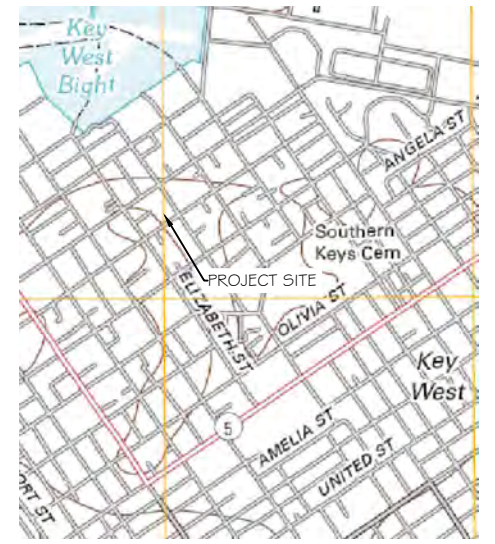 Key
West
Bight
ANGELA ST
Southern
Keys Cem
PROJECT SITE
ELIZABETH ST
OLIVIA ST
Key
West
5
AMELIA ST
UNITED ST
ORT ST